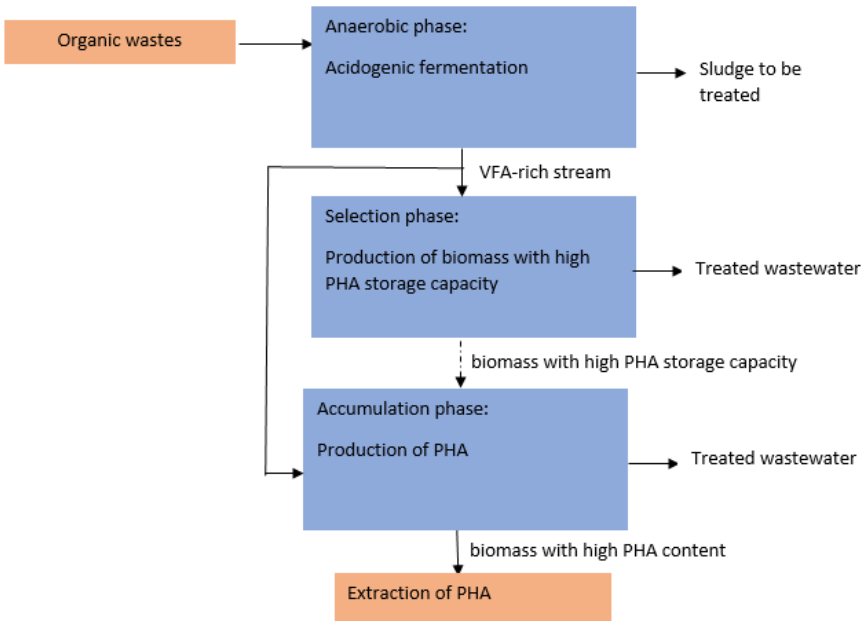 Organic wastes
Anaerobic phase:
Acidogenic fermentation
Sludge to be
treated
VFA-rich stream
Selection phase:
Production of biomass with high
PHA storage capacity
Treated wastewater
biomass with high PHA storage capacity
Accumulation phase:
Production of PHA
Treated wastewater
biomass with high PHA content
Extraction of PHA